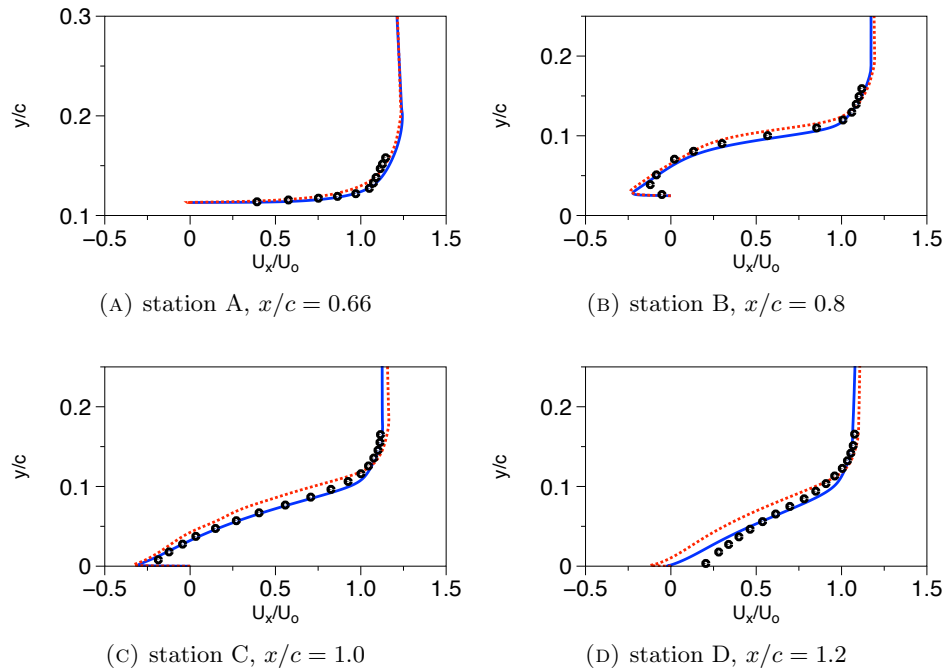 0.3
0.2
0.1
y/c
−0.5 0 0.5 1.0 1.5
Ux/Uo
(A) station A, x/c = 0.66
0.2
0.1
0
y/c
−0.5 0 0.5 1.0 1.5
Ux/Uo
(B) station B, x/c = 0.8
0.2
0.1
0
y/c
−0.5 0 0.5 1.0 1.5
Ux/Uo
(C) station C, x/c = 1.0
0.2
0.1
0
y/c
−0.5 0 0.5 1.0 1.5
Ux/Uo
(D) station D, x/c = 1.2